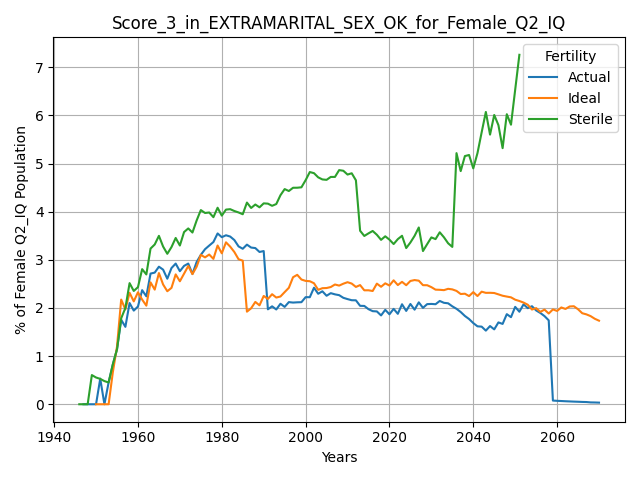 Score_3_in_EXTRAMARITAL_SEX_OK_for_Female_Q2_IQ
Fertility
Actual
Ideal
Sterile
% of Female Q2_IQ Population
7
6
5
4
3
2
1
0
1940
1960
1980
2000
2020
2040
2060
Years